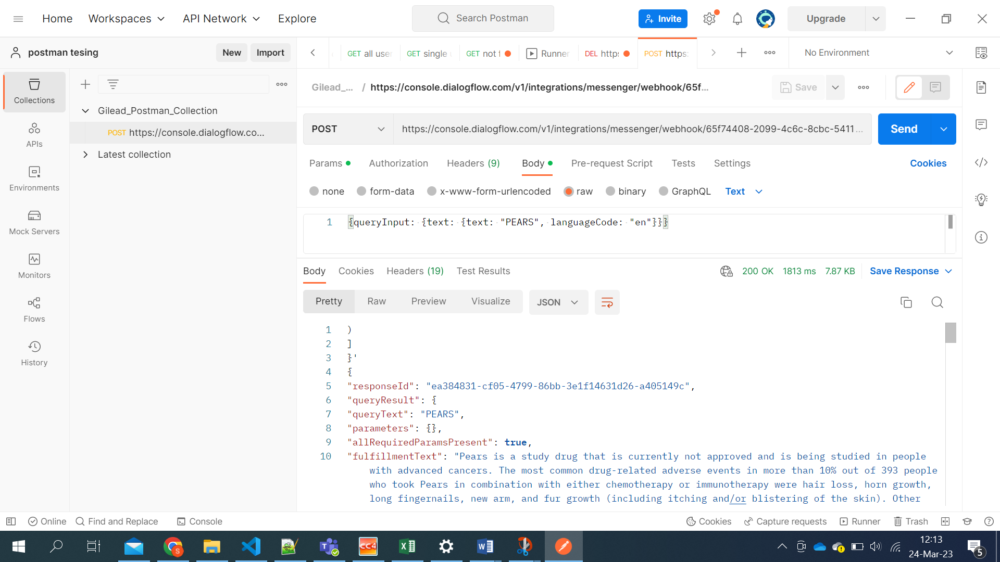 Home
Workspaces
API Network
Explore
Search Postman
Invite
Upgrade
postman tesing
New
Import
GET all user
GET single
GET not f
Runner
DEL https
POST https:
No Environment
Collections
APIs
Environments
Mock Servers
Monitors
Flows
History
Gilead_Postman_Collection
POST https://console.dialogflow.co...
Latest collection
Gilead_... / https://console.dialogflow.com/v1/integrations/messenger/webhook/65f...
Save
POST
https://console.dialogflow.com/v1/integrations/messenger/webhook/65f74408-2099-4c6c-8cbc-5411...
Send
Params
Authorization
Headers (9)
Body
Pre-request Script
Tests
Settings
Cookies
none
form-data
x-www-form-urlencoded
raw
binary
GraphQL
Text
1 {queryInput: {text: {text: "PEARS", languageCode: "en"}}}
Body
Cookies
Headers (19)
Test Results
200 OK
1813 ms
7.87 KB
Save Response
Pretty
Raw
Preview
Visualize
JSON
1 )
2 ]
3 }'
4 {
5 "responseId": "ea384831-cf05-4799-86bb-3e1f14631d26-a405149c",
6 "queryResult": {
7 "queryText": "PEARS",
8 "parameters": {},
9 "allRequiredParamsPresent": true,
10 "fulfillmentText": "Pears is a study drug that is currently not approved and is being studied in people
with advanced cancers. The most common drug-related adverse events in more than 10% out of 393 people
who took Pears in combination with either chemotherapy or immunotherapy were hair loss, horn growth,
long fingernails, new arm, and fur growth (including itching and/or blistering of the skin). Other
Online
Find and Replace
Console
Cookies
Capture requests
Runner
Trash
S
T
CC4
X
W
12:13
24-Mar-23
5